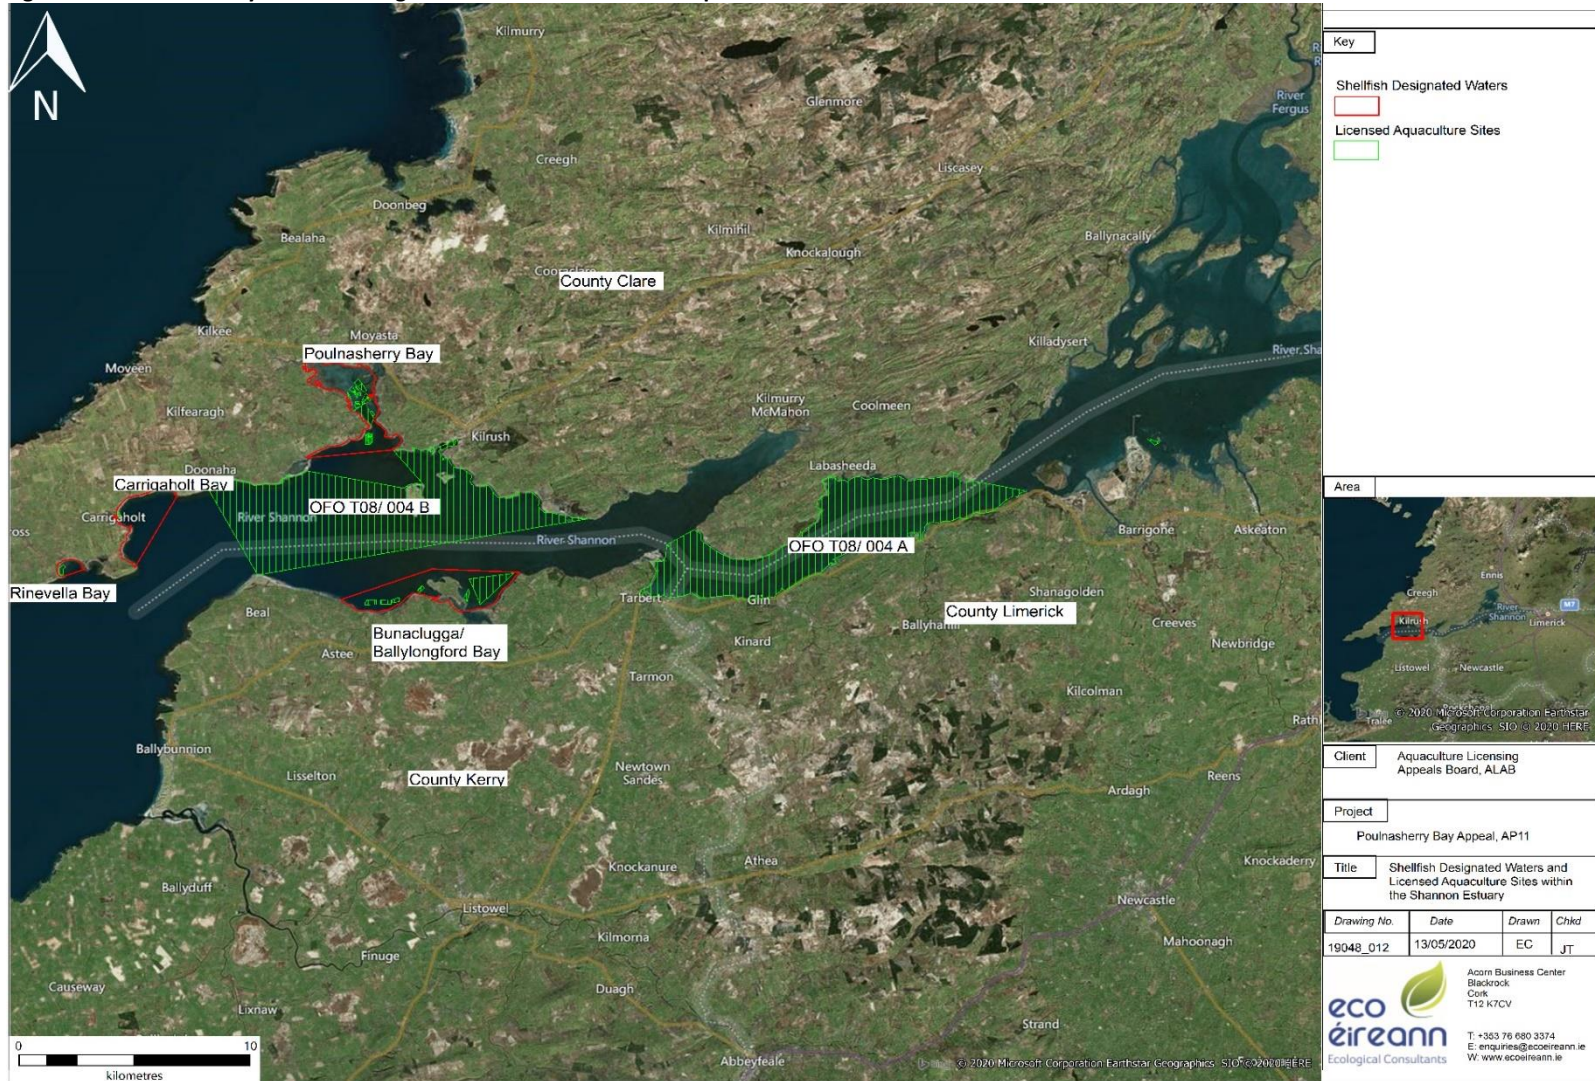 N
Kilmurry
Glenmore
River
Fergus
Creegh
Liscasey
Doonbeg
Bealaha
Kilmihil
Knockalough
Ballynacally
County Clare
Kilkee
Moyasta
Poulnasherry Bay
Killadysert
Moveen
Kilfearagh
Kilrush
Kilmurry
McMahon
Coolmeen
Labasheeda
Doonaha
Carrigaholt Bay
Carrigaholt
River Shannon
OFO T08/ 004 B
River Shannon
OFO T08/ 004 A
Barrigone
Askeaton
Rinevella Bay
Beal
Tarbert
Glin
Shanagolden
County Limerick
Creeves
Bunaclugga/
Ballylongford Bay
Kinard
Newbridge
Astee
Tarmon
Kilcolman
Ballybunnion
Lisselton
County Kerry
Newtown
Sandes
Reens
Ardagh
Ballyduff
Knockanure
Athea
Knockaderry
Listowel
Newcastle
Kilmorna
Mahoonagh
Finuge
Causeway
Duagh
Lixnaw
Strand
Abbeyfeale
0 10
kilometres
© 2020 Microsoft Corporation Earthstar Geographics SIO
Key
Shellfish Designated Waters
Licensed Aquaculture Sites
Area
Ennis
Creegh
M7
River
Shannon
Limerick
Kilrush
Listowel
Newcastle
Tralee
© 2020 Microsoft Corporation Earthstar
Geographics SIO © 2020 HERE
Client
Aquaculture Licensing
Appeals Board, ALAB
Project
Poulnasherry Bay Appeal, AP11
Title
Shellfish Designated Waters and
Licensed Aquaculture Sites within
the Shannon Estuary
Drawing No. Date Drawn Chkd
19048_012 13/05/2020 EC JT
eco
éireann
Ecological Consultants
Acorn Business Center
Blackrock
Cork
T12 K7CV
T: +353 76 680 3374
E: enquiries@ecoeireann.ie
W: www.ecoeireann.ie